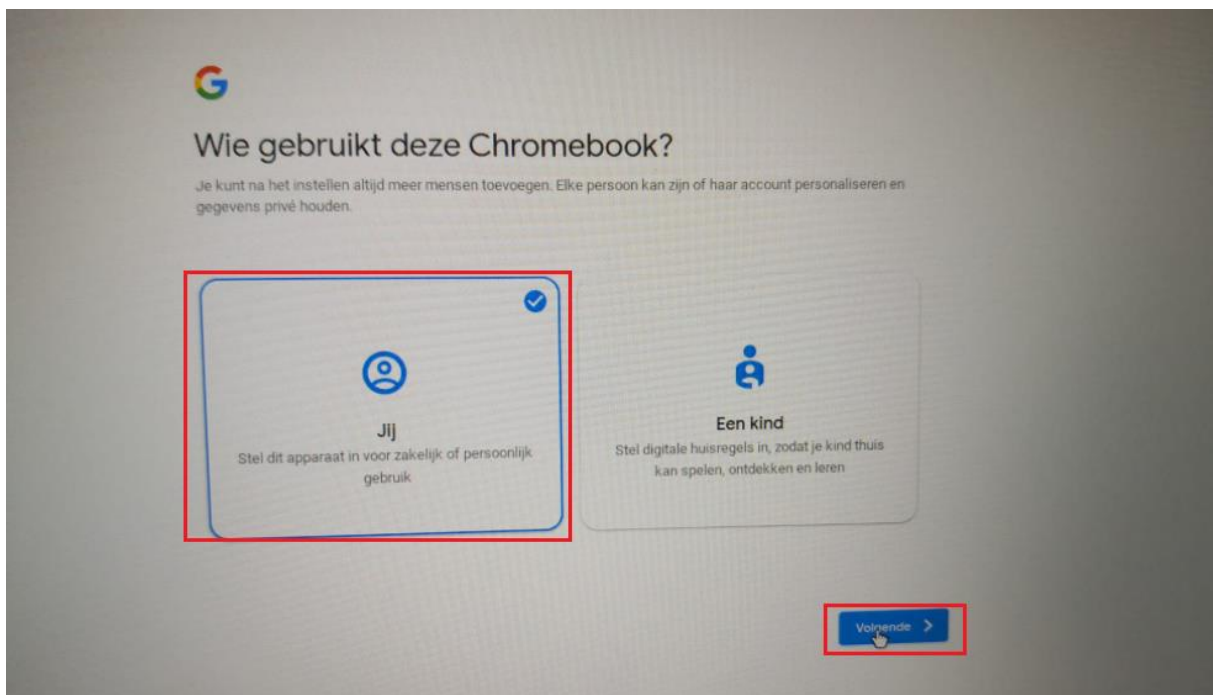 Wie gebruikt deze Chromebook?
Je kunt na het instellen altijd meer mensen toevoegen. Elke persoon kan zijn of haar account personaliseren en
gegevens privé houden.
Jij
Stel dit apparaat in voor zakelijk of persoonlijk
gebruik
Een kind
Stel digitale huisregels in, zodat je kind thuis
kan spelen, ontdekken en leren
Volgende